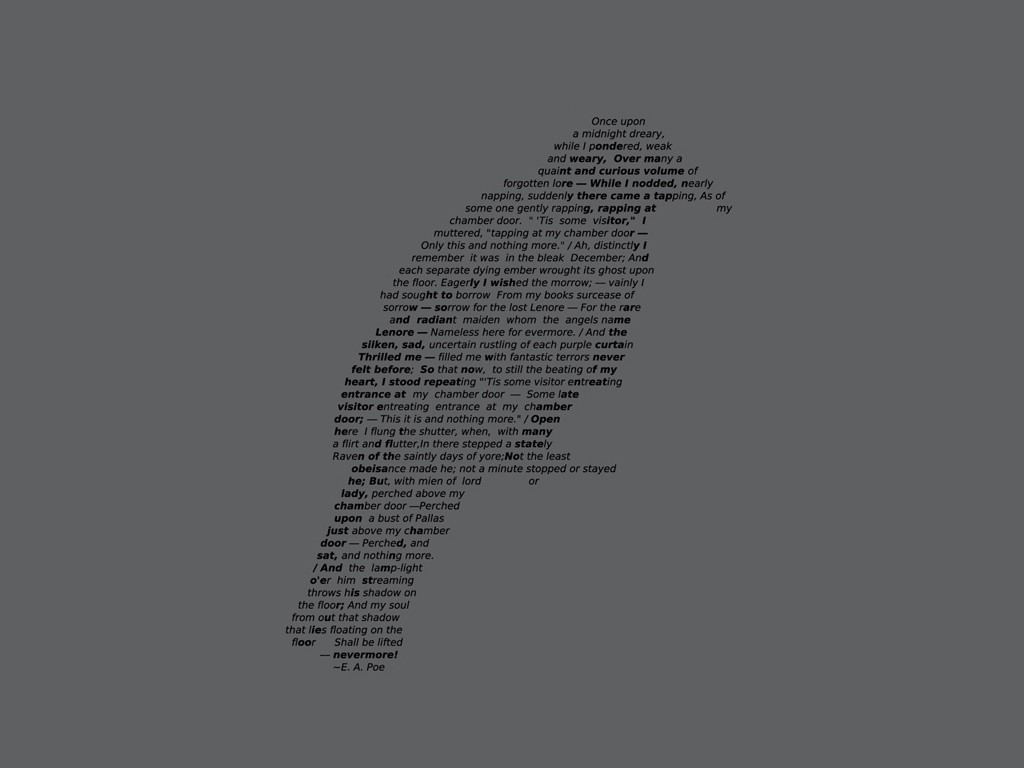 Once upon
a midnight dreary,
while I pondered, weak
and weary, Over many a
quaint and curious volume of
forgotten lore — While I nodded, nearly
napping, suddenly there came a tapping, As of
some one gently rapping, rapping at my
chamber door. " 'Tis some visitor," I
muttered, "tapping at my chamber door —
Only this and nothing more." / Ah, distinctly I
remember it was in the bleak December; And
each separate dying ember wrought its ghost upon
the floor. Eagerly I wished the morrow; — vainly I
had sought to borrow From my books surcease of
sorrow — sorrow for the lost Lenore — For the rare
and radiant maiden whom the angels name
Lenore — Nameless here for evermore. / And the
silken, sad, uncertain rustling of each purple curtain
Thrilled me — filled me with fantastic terrors never
felt before; So that now, to still the beating of my
heart, I stood repeating "'Tis some visitor entreating
entrance at my chamber door — Some late
visitor entreating entrance at my chamber
door; — This it is and nothing more." / Open
here I flung the shutter, when, with many
a flirt and flutter,In there stepped a stately
Raven of the saintly days of yore;Not the least
obeisance made he; not a minute stopped or stayed
he; But, with mien of lord or
lady, perched above my
chamber door —Perched
upon a bust of Pallas
just above my chamber
door — Perched, and
sat, and nothing more.
/ And the lamp-light
o'er him streaming
throws his shadow on
the floor; And my soul
from out that shadow
that lies floating on the
floor Shall be lifted
— nevermore!
~E. A. Poe